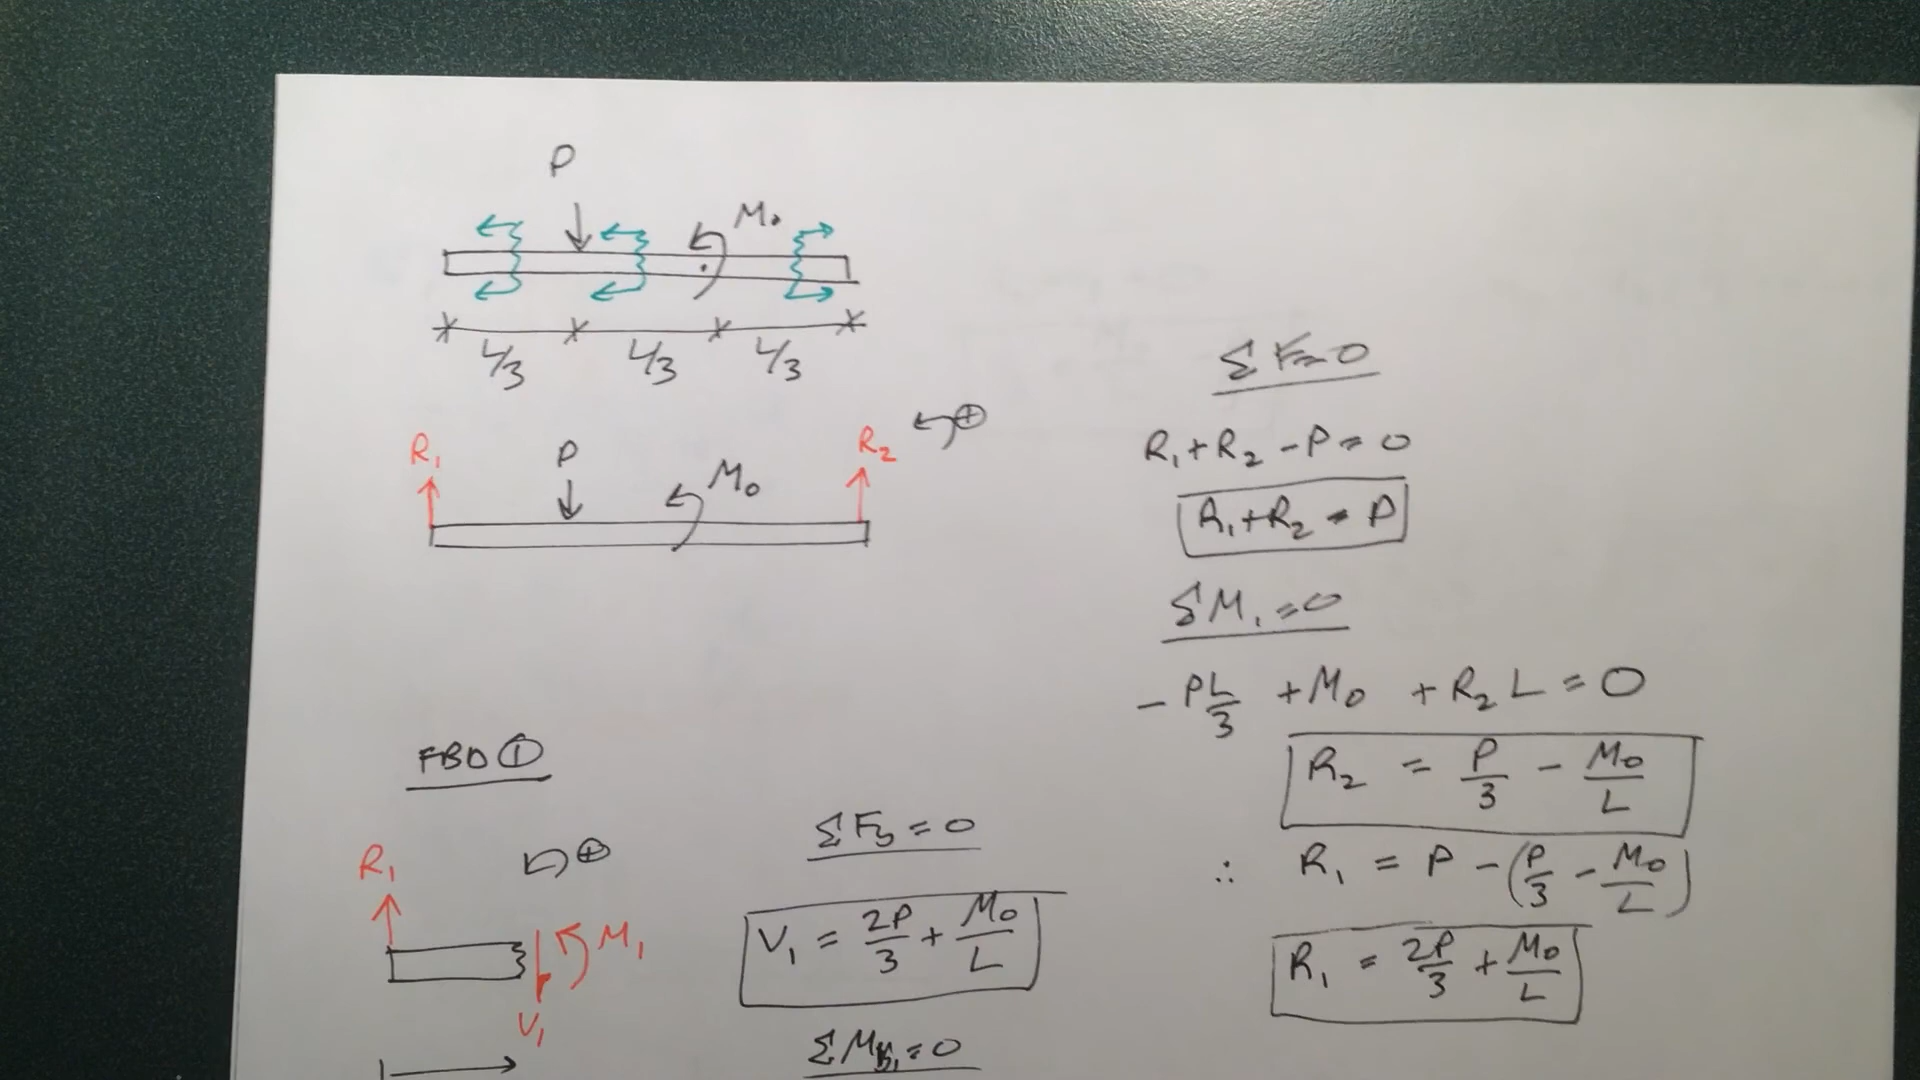 P
M₀
L/3 L/3 L/3
R₁ P M₀ R₂ +
ΣF=0
R₁+R₂-P=0
R₁+R₂=P
ΣM₁=0
-PL/3 +M₀ +R₂L=0
R₂ = P/3 - M₀/L
∴ R₁ = P-(P/3 - M₀/L)
R₁ = 2P/3 + M₀/L
FBD ①
R₁ +
M₁
V₁
V₁ = 2P/3 + M₀/L